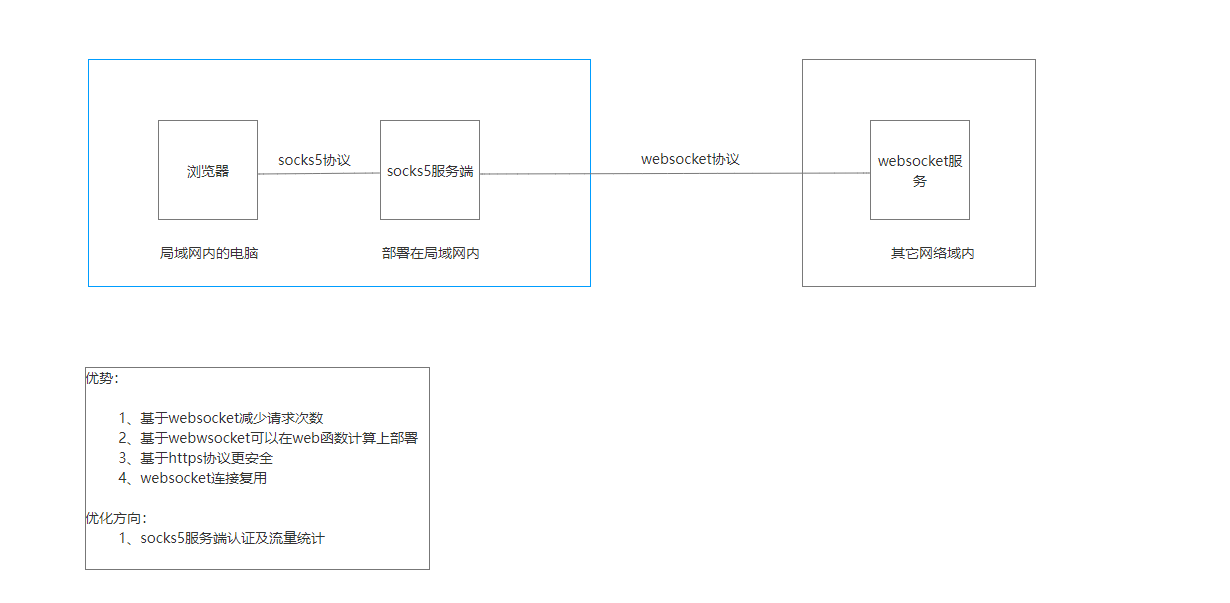 浏览器
socks5协议
socks5服务端
websocket协议
websocket服
务
局域网内的电脑
部署在局域网内
其它网络域内
优势：
1、基于websocket减少请求次数
2、基于webwsocket可以在web函数计算上部署
3、基于https协议更安全
4、websocket连接复用
优化方向：
1、socks5服务端认证及流量统计